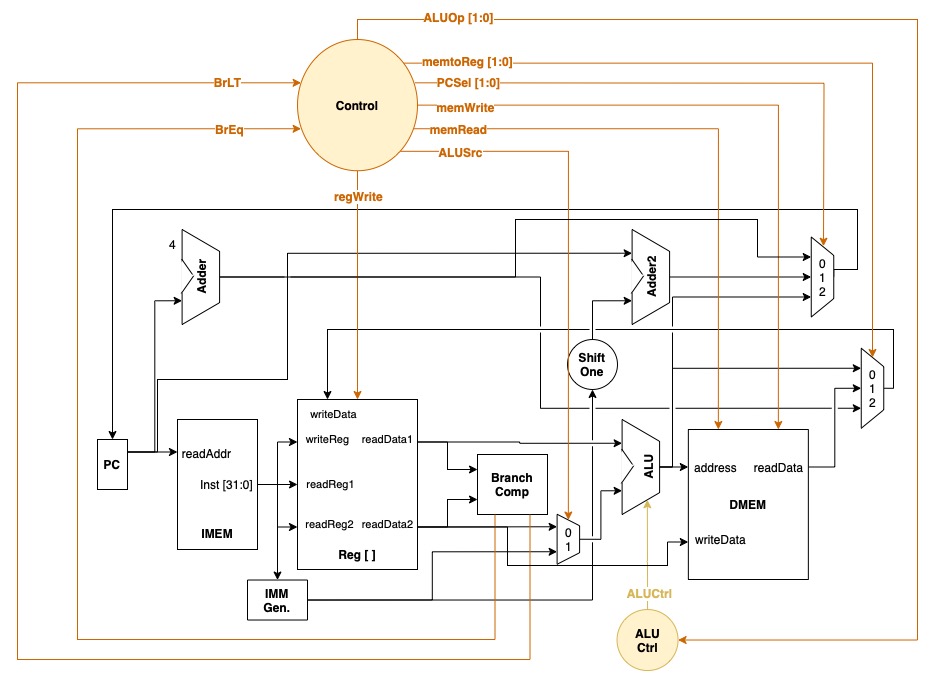 ALUOp [1:0]
memtoReg [1:0]
BrLT
PCSel [1:0]
Control
memWrite
BrEq
memRead
ALUSrc
regWrite
4
Adder
Adder2
0
1
2
Shift
One
0
1
2
writeData
writeReg
readData1
PC
readAddr
Inst [31:0]
IMEM
readReg1
readReg2
readData2
Reg [ ]
Branch
Comp
0
1
ALU
address
readData
DMEM
writeData
IMM
Gen.
ALUCtrl
ALU
Ctrl